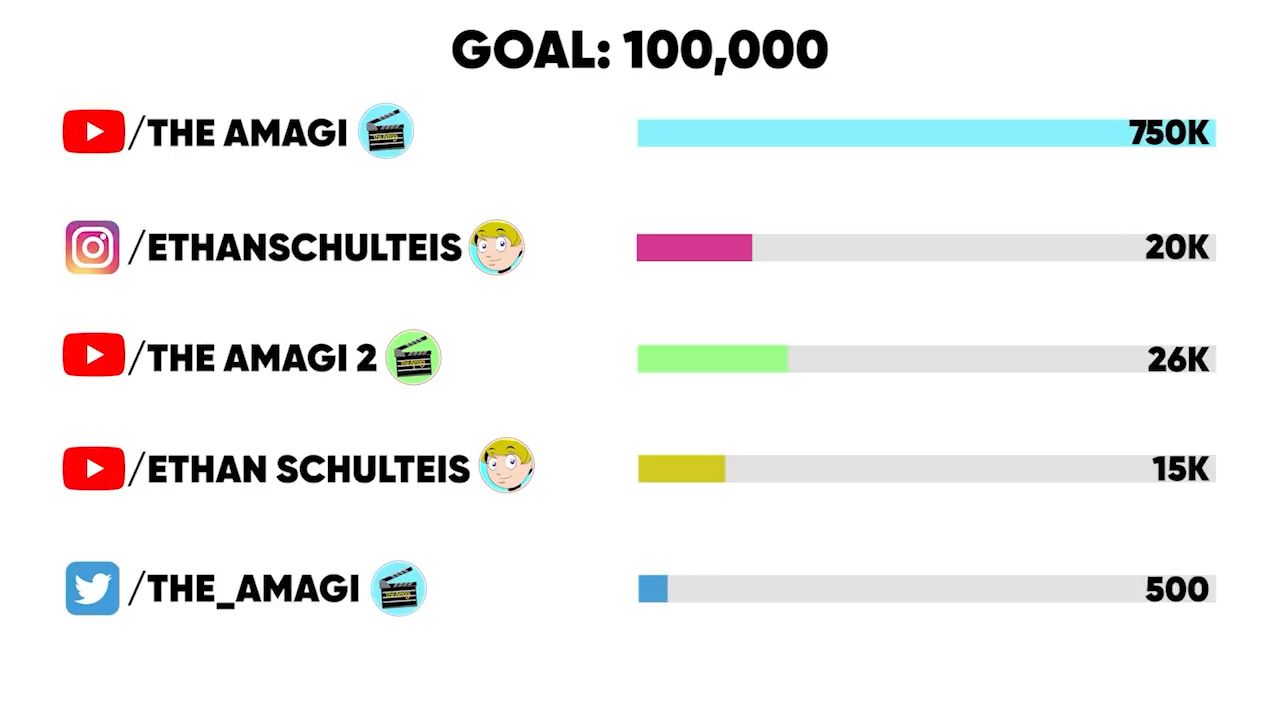 GOAL: 100,000
/THE AMAGI 750K
/ETHANSCHULTEIS 20K
/THE AMAGI 2 26K
/ETHAN SCHULTEIS 15K
/THE_AMAGI 500